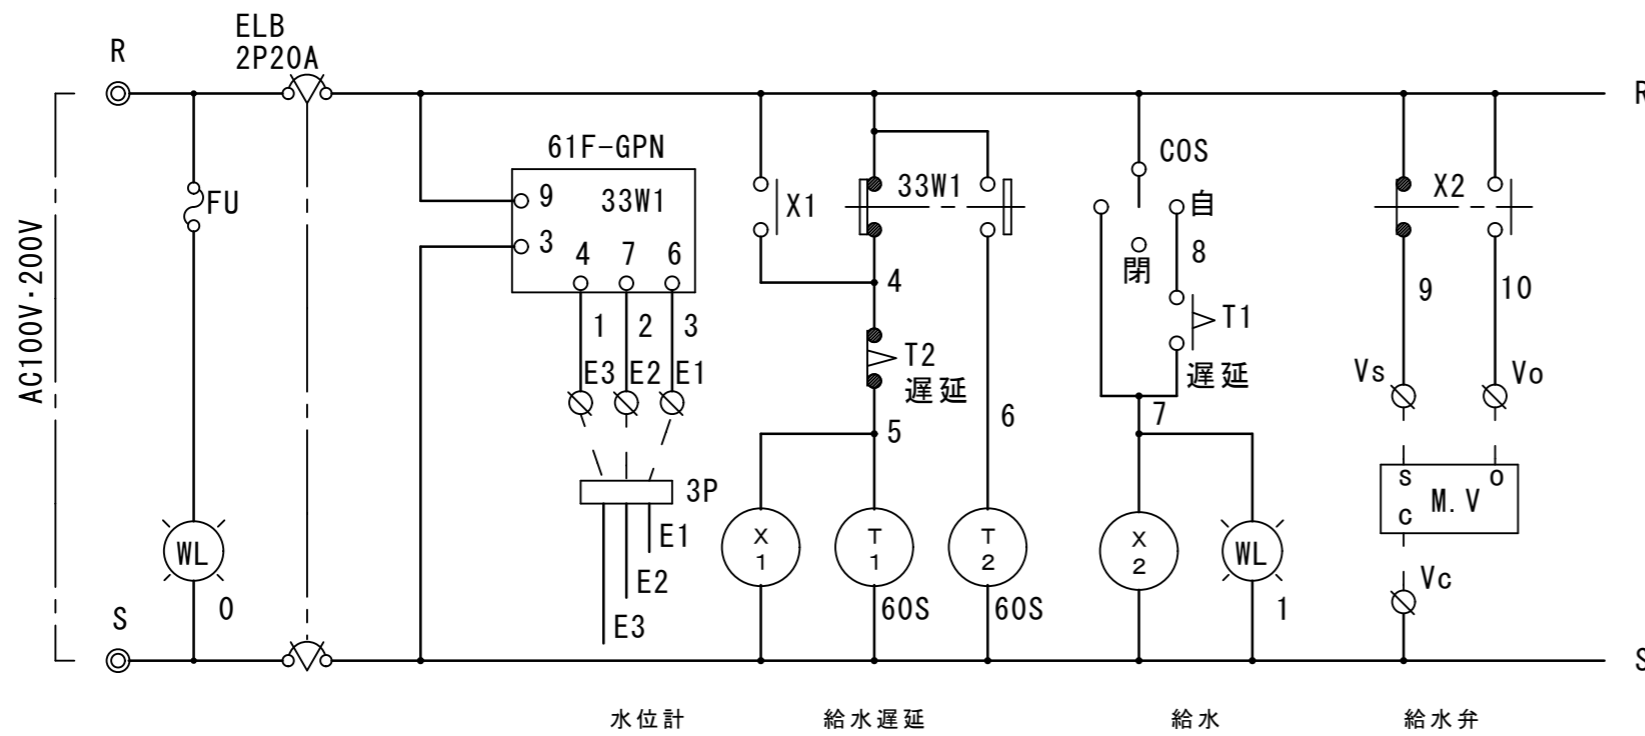 ELB
2P20A
R
R
61F-GPN
COS
9
33W1
X1
33W1
自
X2
FU
3
4
7
6
8
閉
4
9
10
AC100V・200V
1
2
3
T1
遅延
E3
E2
E1
T2
遅延
Vs
Vo
6
7
5
3P
s
o
M.V
c
E1
WL
X
1
T
1
T
2
X
2
WL
E2
Vc
0
60S
60S
1
E3
S
S
水位計
給水遅延
給水
給水弁